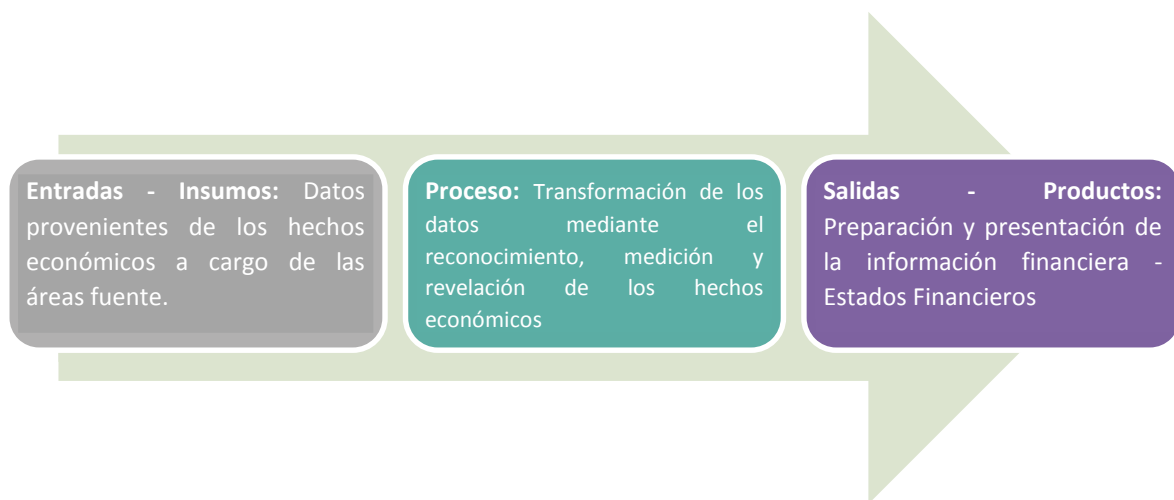 Entradas - Insumos: Datos
provenientes de los hechos
económicos a cargo de las
áreas fuente.
Proceso: Transformación de los
datos mediante el
reconocimiento, medición y
revelación de los hechos
económicos
Salidas - Productos:
Preparación y presentación de
la información financiera -
Estados Financieros